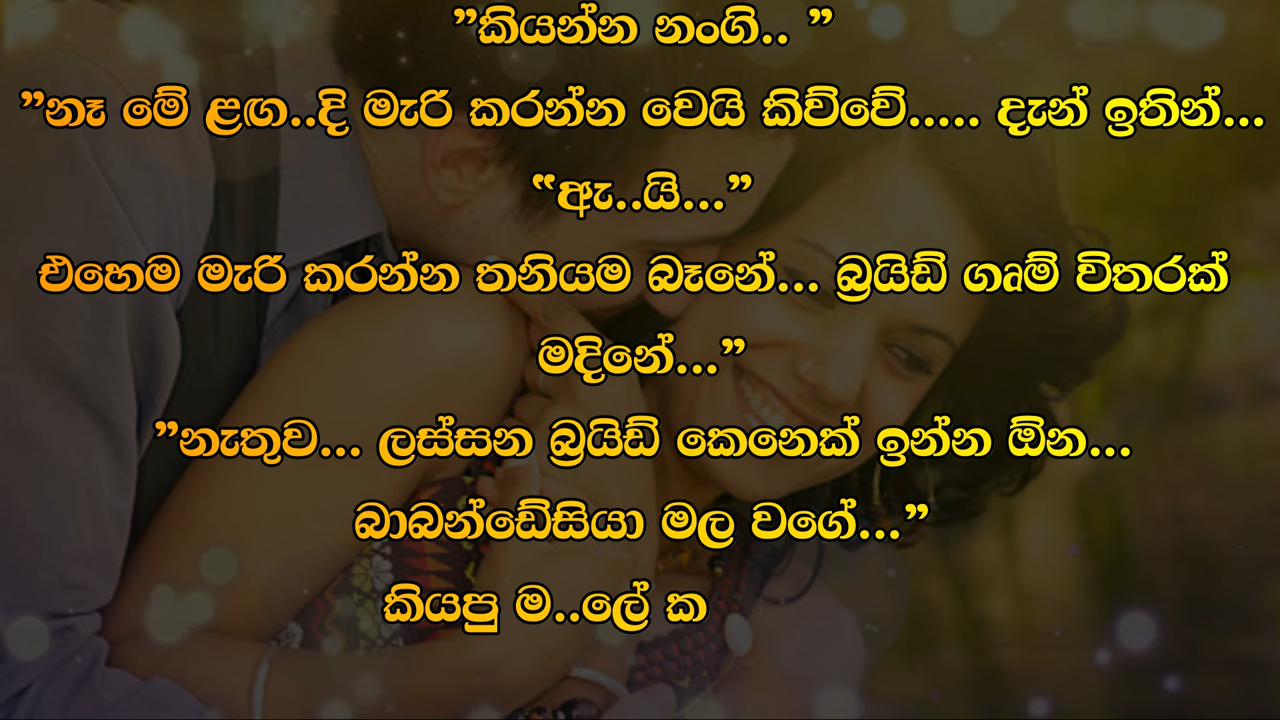 ”කියන්න නංගි.. ”
”නෑ මේ ළඟ..දි මැරි කරන්න වෙයි කිව්වේ..... දැන් ඉතින්...
“ඇ..යි...”
එහෙම මැරි කරන්න තනියම බෑනේ... බ්‍රයිඩ් ගෘම් විතරක්
මදිනේ...”
”නැතුව... ලස්සන බ්‍රයිඩ් කෙනෙක් ඉන්න ඕන...
බාබන්ඩේසියා මල වගේ...”
කියපු ම..ලේ ක